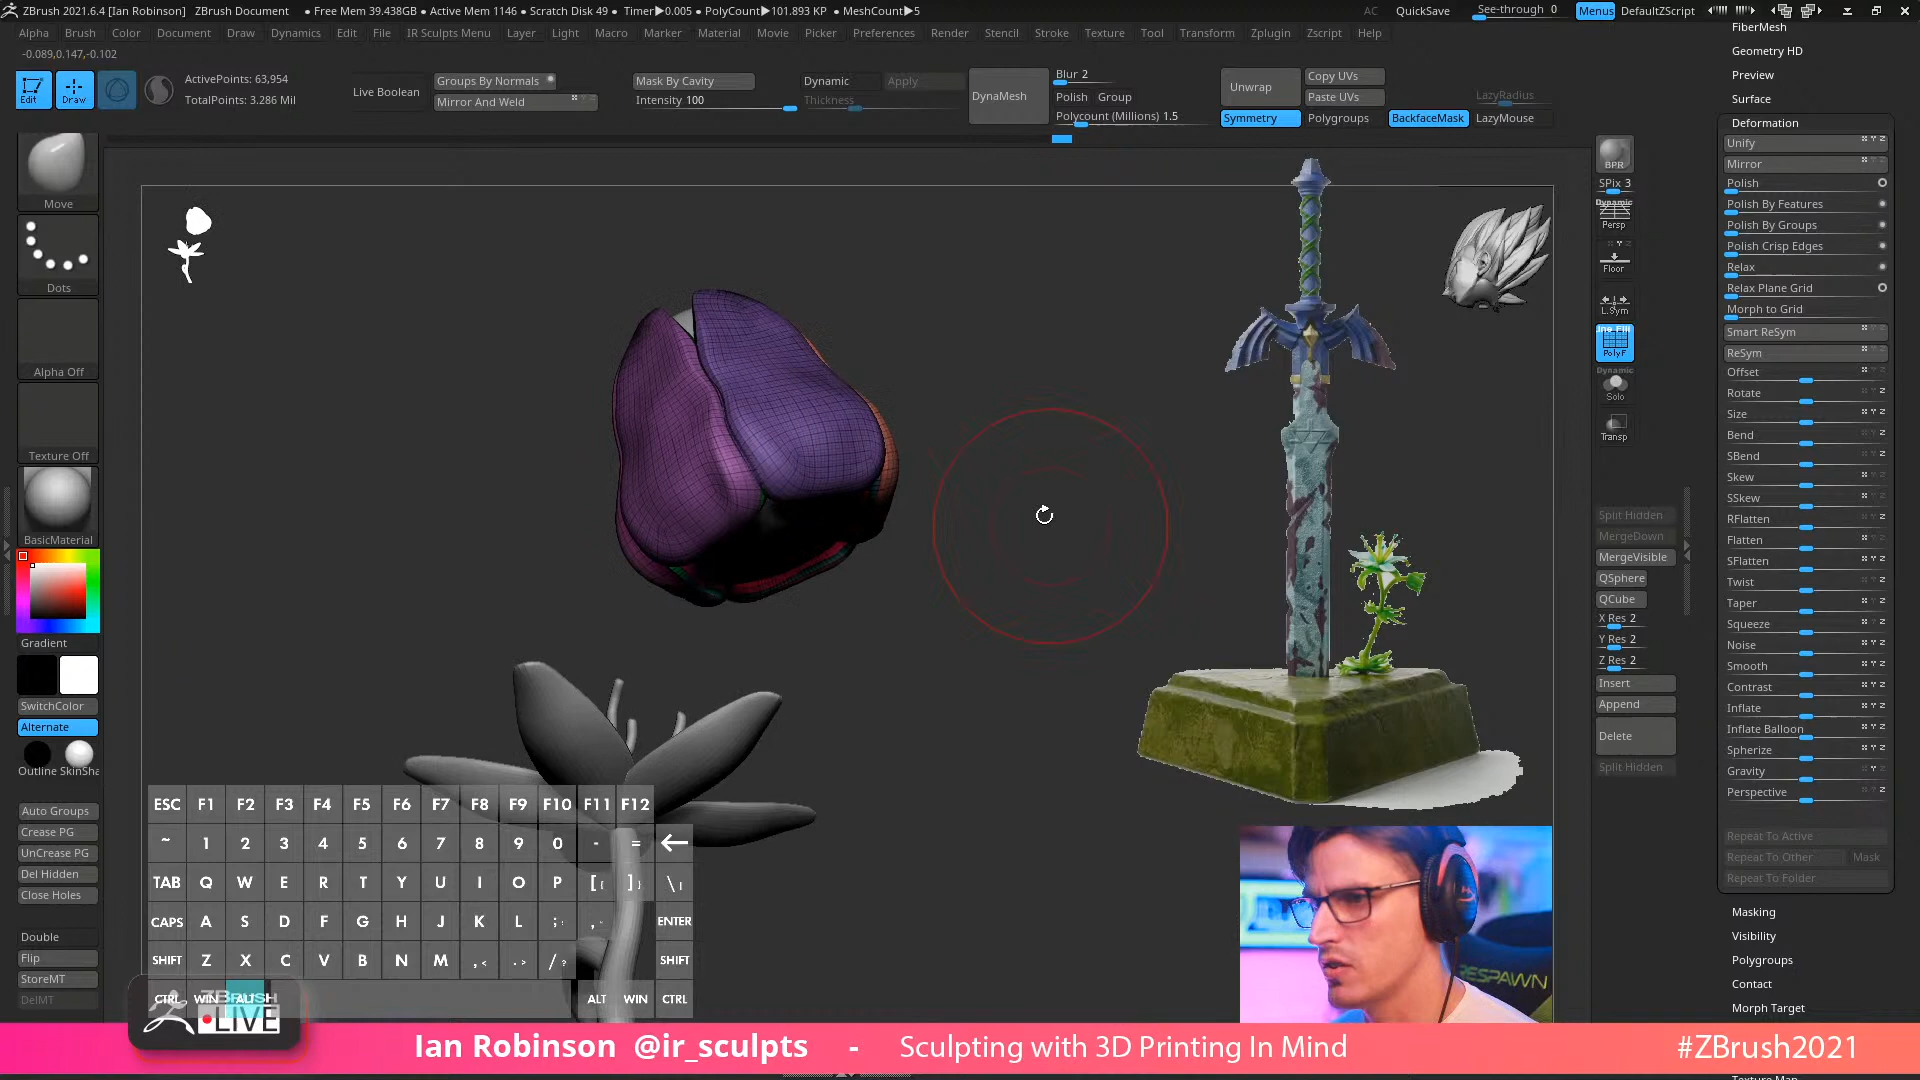 ZBrush 2021.6.4 [Ian Robinson]
ZBrush Document
• Free Mem 39.438GB • Active Mem 1146 • Scratch Disk 49 • Timer▶0.005 • PolyCount▶101.893 KP • MeshCount▶5
AC
QuickSave
See-through 0
Menus
DefaultZScript
Alpha Brush Color Document Draw Dynamics Edit File IR Sculpts Menu Layer Light Macro Marker Material Movie Picker Preferences Render Stencil Stroke Texture Tool Transform Zplugin Zscript Help
-0.089,0.147,-0.102
Edit
Draw
ActivePoints: 63,954
TotalPoints: 3.286 Mil
Live Boolean
Groups By Normals
Mirror And Weld
Mask By Cavity
Intensity 100
Dynamic
Apply
Thickness
DynaMesh
Blur 2
Polish Group
Polycount (Millions) 1.5
Unwrap
Copy UVs
Paste UVs
LazyRadius
Symmetry
Polygroups
BackfaceMask
LazyMouse
Move
Dots
Alpha Off
Texture Off
BasicMaterial
Gradient
SwitchColor
Alternate
Outline SkinSha
Auto Groups
Crease PG
UnCrease PG
Del Hidden
Close Holes
Double
Flip
StoreMT
DelMT
BPR
SPix 3
Dynamic
Persp
Floor
L.Sym
Line Fill
PolyF
Dynamic
Solo
Transp
Split Hidden
MergeDown
MergeVisible
QSphere
QCube
X Res 2
Y Res 2
Z Res 2
Insert
Append
Delete
Split Hidden
FiberMesh
Geometry HD
Preview
Surface
Deformation
Unify
Mirror
Polish
Polish By Features
Polish By Groups
Polish Crisp Edges
Relax
Relax Plane Grid
Morph to Grid
Smart ReSym
ReSym
Offset
Rotate
Size
Bend
SBend
Skew
SSkew
RFlatten
Flatten
SFlatten
Twist
Taper
Squeeze
Noise
Smooth
Contrast
Inflate
Inflate Balloon
Spherize
Gravity
Perspective
Repeat To Active
Repeat To Other Mask
Repeat To Folder
Masking
Visibility
Polygroups
Contact
Morph Target
ESC F1 F2 F3 F4 F5 F6 F7 F8 F9 F10 F11 F12
~ 1 2 3 4 5 6 7 8 9 0 - = ←
TAB Q W E R T Y U I O P [{ ]} \|
CAPS A S D F G H J K L ;: ENTER
SHIFT Z X C V B N M ,< .> /? SHIFT
CTRL WIN ALT ALT WIN CTRL
ZBRUSH
LIVE
RESPAWN
Ian Robinson @ir_sculpts - Sculpting with 3D Printing In Mind #ZBrush2021